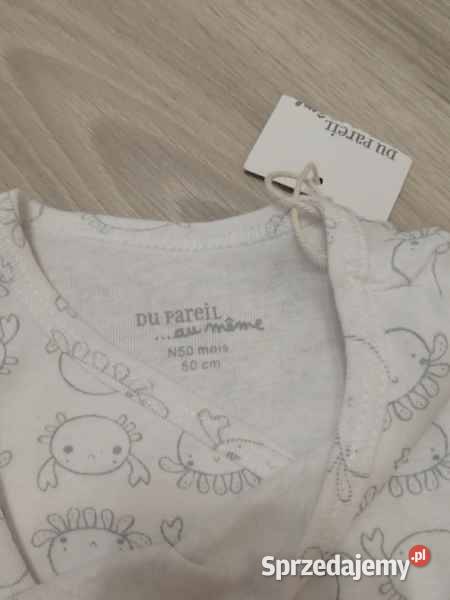 DU PAREIL
DU PAREIL
...au même
N50 mois
50 cm
Sprzedajemy.pl